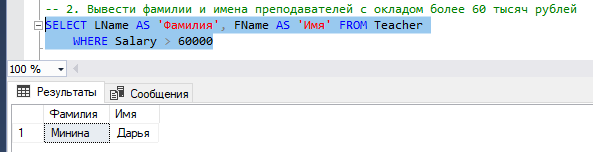 -- 2. Вывести фамилии и имена преподавателей с окладом более 60 тысяч рублей
SELECT LName AS 'Фамилия', FName AS 'Имя' FROM Teacher
WHERE Salary > 60000
100 %
Результаты Сообщения
Фамилия Имя
1 Минина Дарья